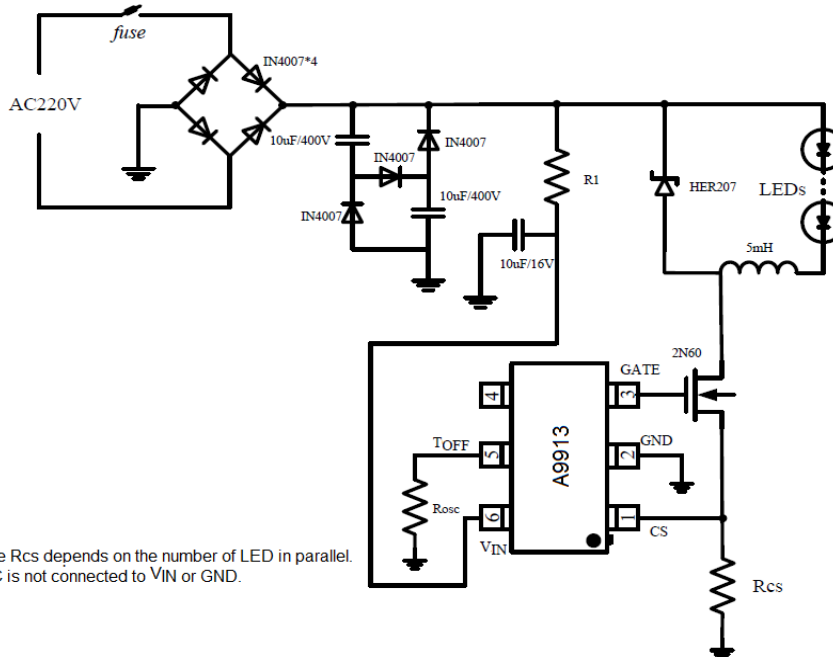 fuse
IN4007*4
AC220V
10uF/400V
IN4007
IN4007
IN4007
10uF/400V
R1
HER207
LEDs
10uF/16V
5mH
2N60
GATE
4
3
TOFF
GND
5
2
A9913
Rosc
6
1
VIN
CS
Rcs
e Rcs depends on the number of LED in parallel.
is not connected to VIN or GND.